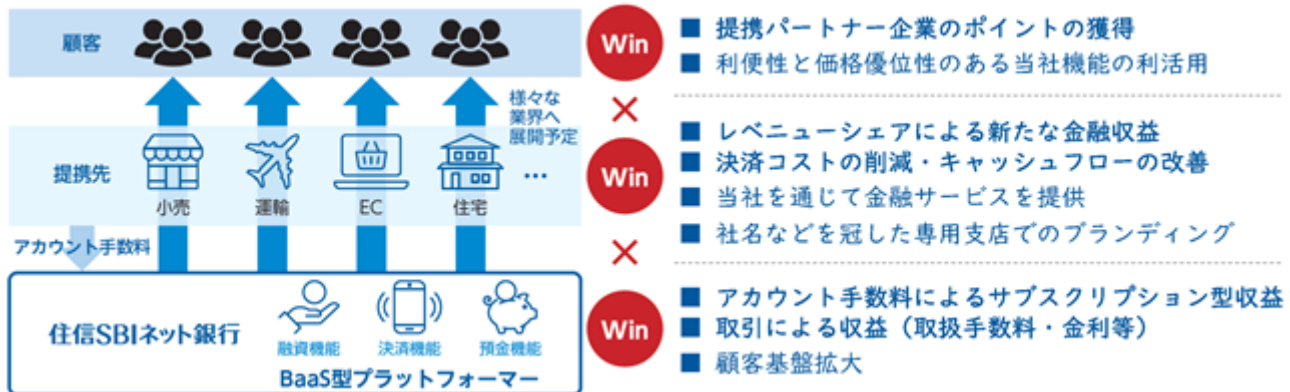 顧客
Win
■ 提携パートナー企業のポイントの獲得
■ 利便性と価格優位性のある当社機能の利活用
×
様々な
業界へ
展開予定
提携先
小売
運輸
EC
住宅
…
Win
■ レベニューシェアによる新たな金融収益
■ 決済コストの削減・キャッシュフローの改善
■ 当社を通じて金融サービスを提供
■ 社名などを冠した専用支店でのブランディング
×
アカウント手数料
住信SBIネット銀行
融資機能
決済機能
預金機能
BaaS型プラットフォーマー
Win
■ アカウント手数料によるサブスクリプション型収益
■ 取引による収益（取扱手数料・金利等）
■ 顧客基盤拡大